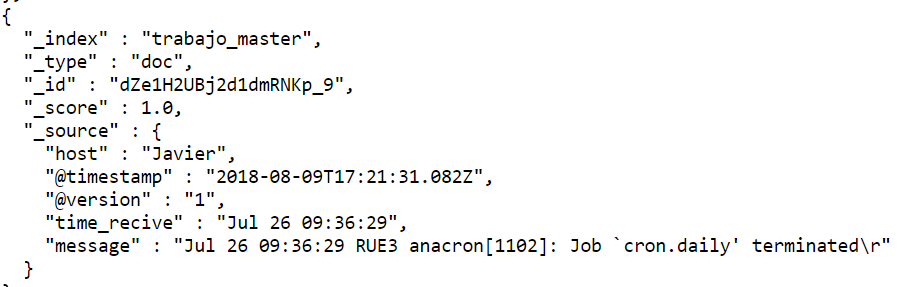 {
"_index" : "trabajo_master",
"_type" : "doc",
"_id" : "dZe1H2UBj2d1dmRNKp_9",
"_score" : 1.0,
"_source" : {
"host" : "Javier",
"@timestamp" : "2018-08-09T17:21:31.082Z",
"@version" : "1",
"time_recive" : "Jul 26 09:36:29",
"message" : "Jul 26 09:36:29 RUE3 anacron[1102]: Job `cron.daily' terminated\r"
}